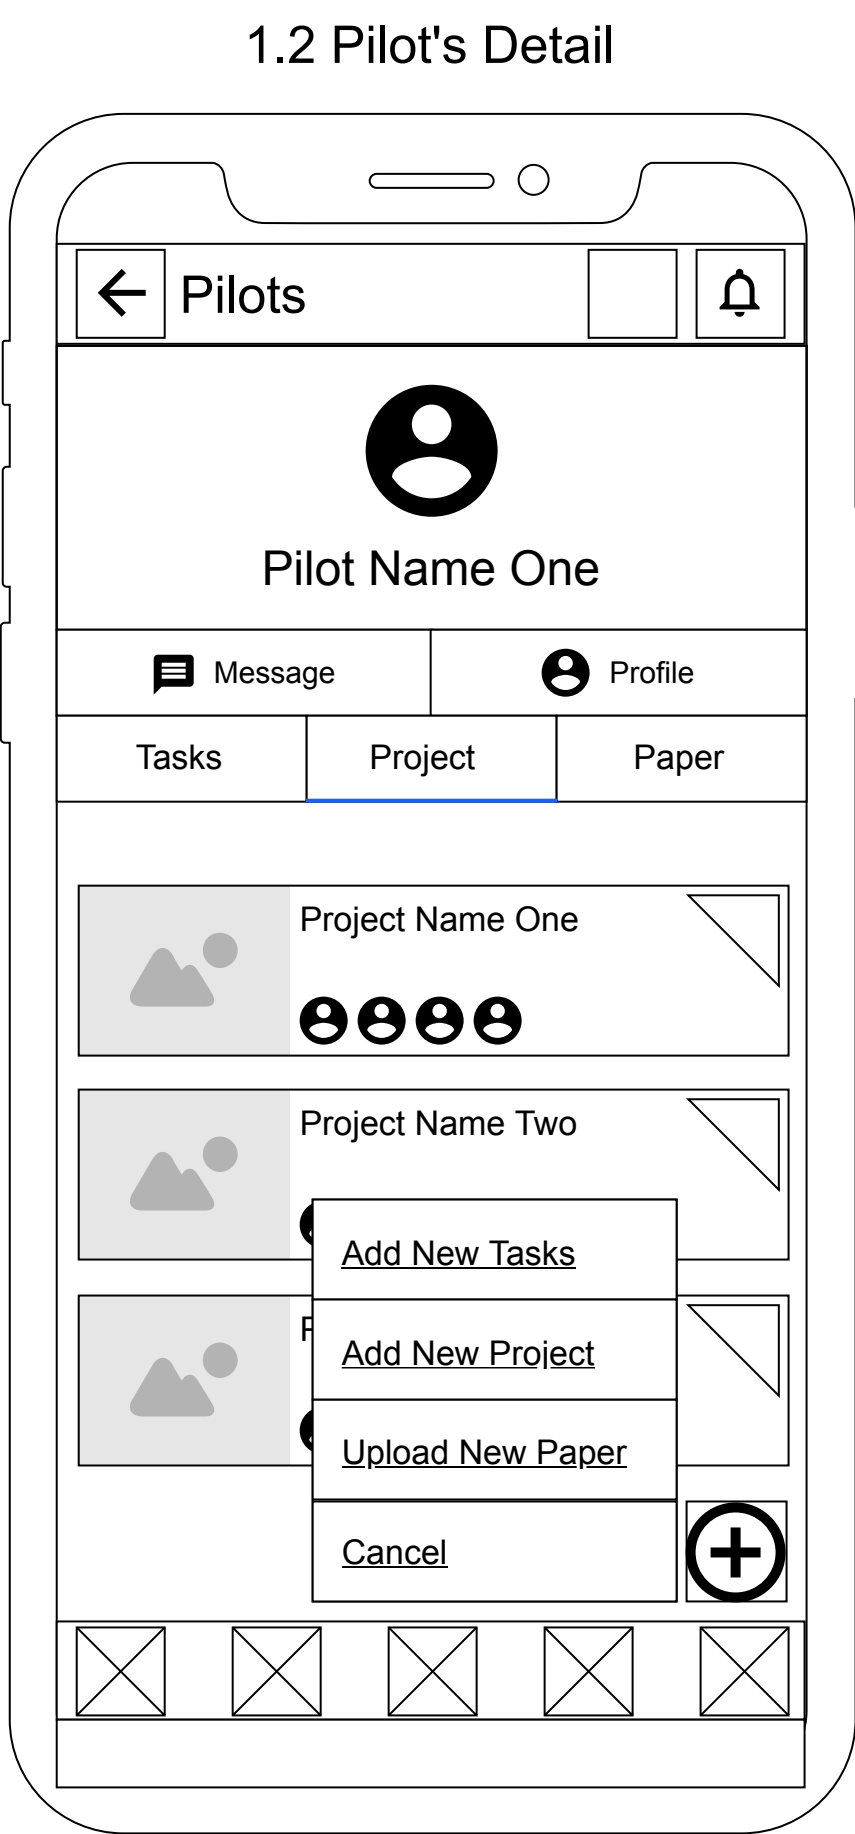 1.2 Pilot's Detail
Pilots
Pilot Name One
Message
Profile
Tasks
Project
Paper
Project Name One
Project Name Two
Add New Tasks
Add New Project
Upload New Paper
Cancel